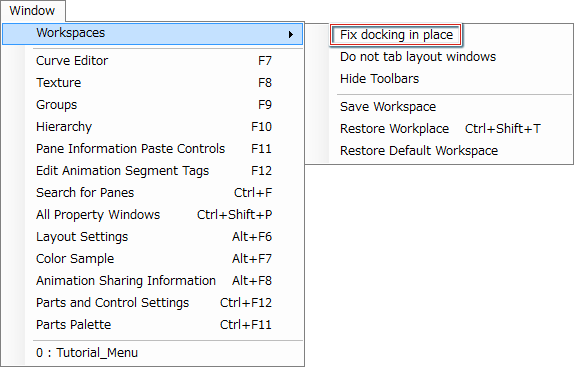 Window
Workspaces
Curve Editor F7
Texture F8
Groups F9
Hierarchy F10
Pane Information Paste Controls F11
Edit Animation Segment Tags F12
Search for Panes Ctrl+F
All Property Windows Ctrl+Shift+P
Layout Settings Alt+F6
Color Sample Alt+F7
Animation Sharing Information Alt+F8
Parts and Control Settings Ctrl+F12
Parts Palette Ctrl+F11
0 : Tutorial_Menu
Fix docking in place
Do not tab layout windows
Hide Toolbars
Save Workspace
Restore Workplace Ctrl+Shift+T
Restore Default Workspace